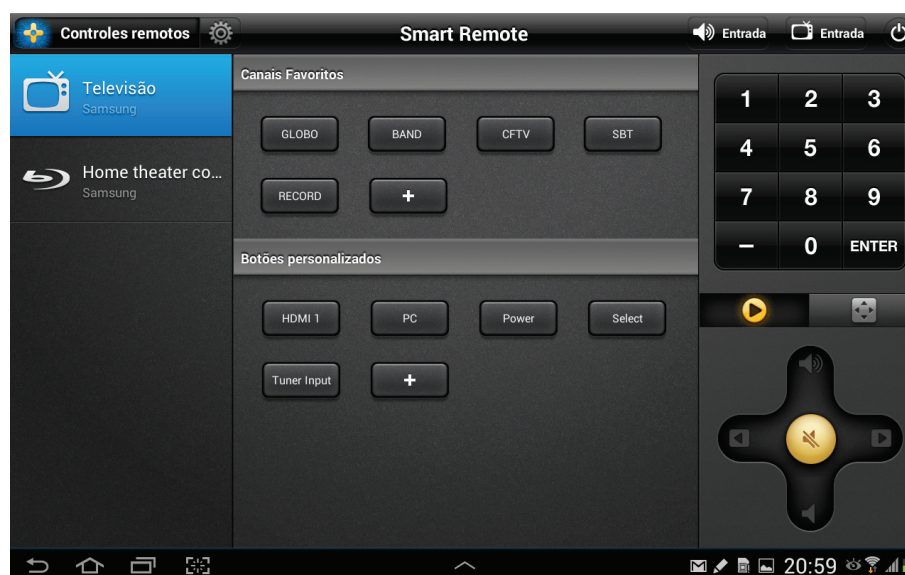 Controles remotos
Smart Remote
Entrada
Entrada
Televisão
Samsung
Home theater co...
Samsung
Canais Favoritos
GLOBO BAND CFTV SBT
RECORD +
Botões personalizados
HDMI 1 PC Power Select
Tuner Input +
1 2 3
4 5 6
7 8 9
– 0 ENTER
20:59